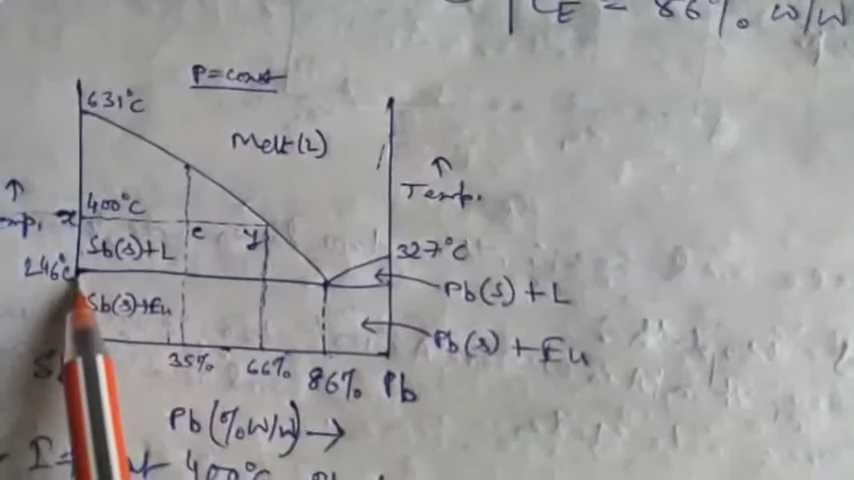 CE = 86% w/w
P=const
631°C
Melt(L)
↑
Temp.
↑
400°C
x
c
y
Sb(s)+L
327°C
246°C
Pb(s)+L
Sb(s)+Eu
Pb(s)+Eu
35% 66% 86% Pb
Pb(%w/w)→
400°C